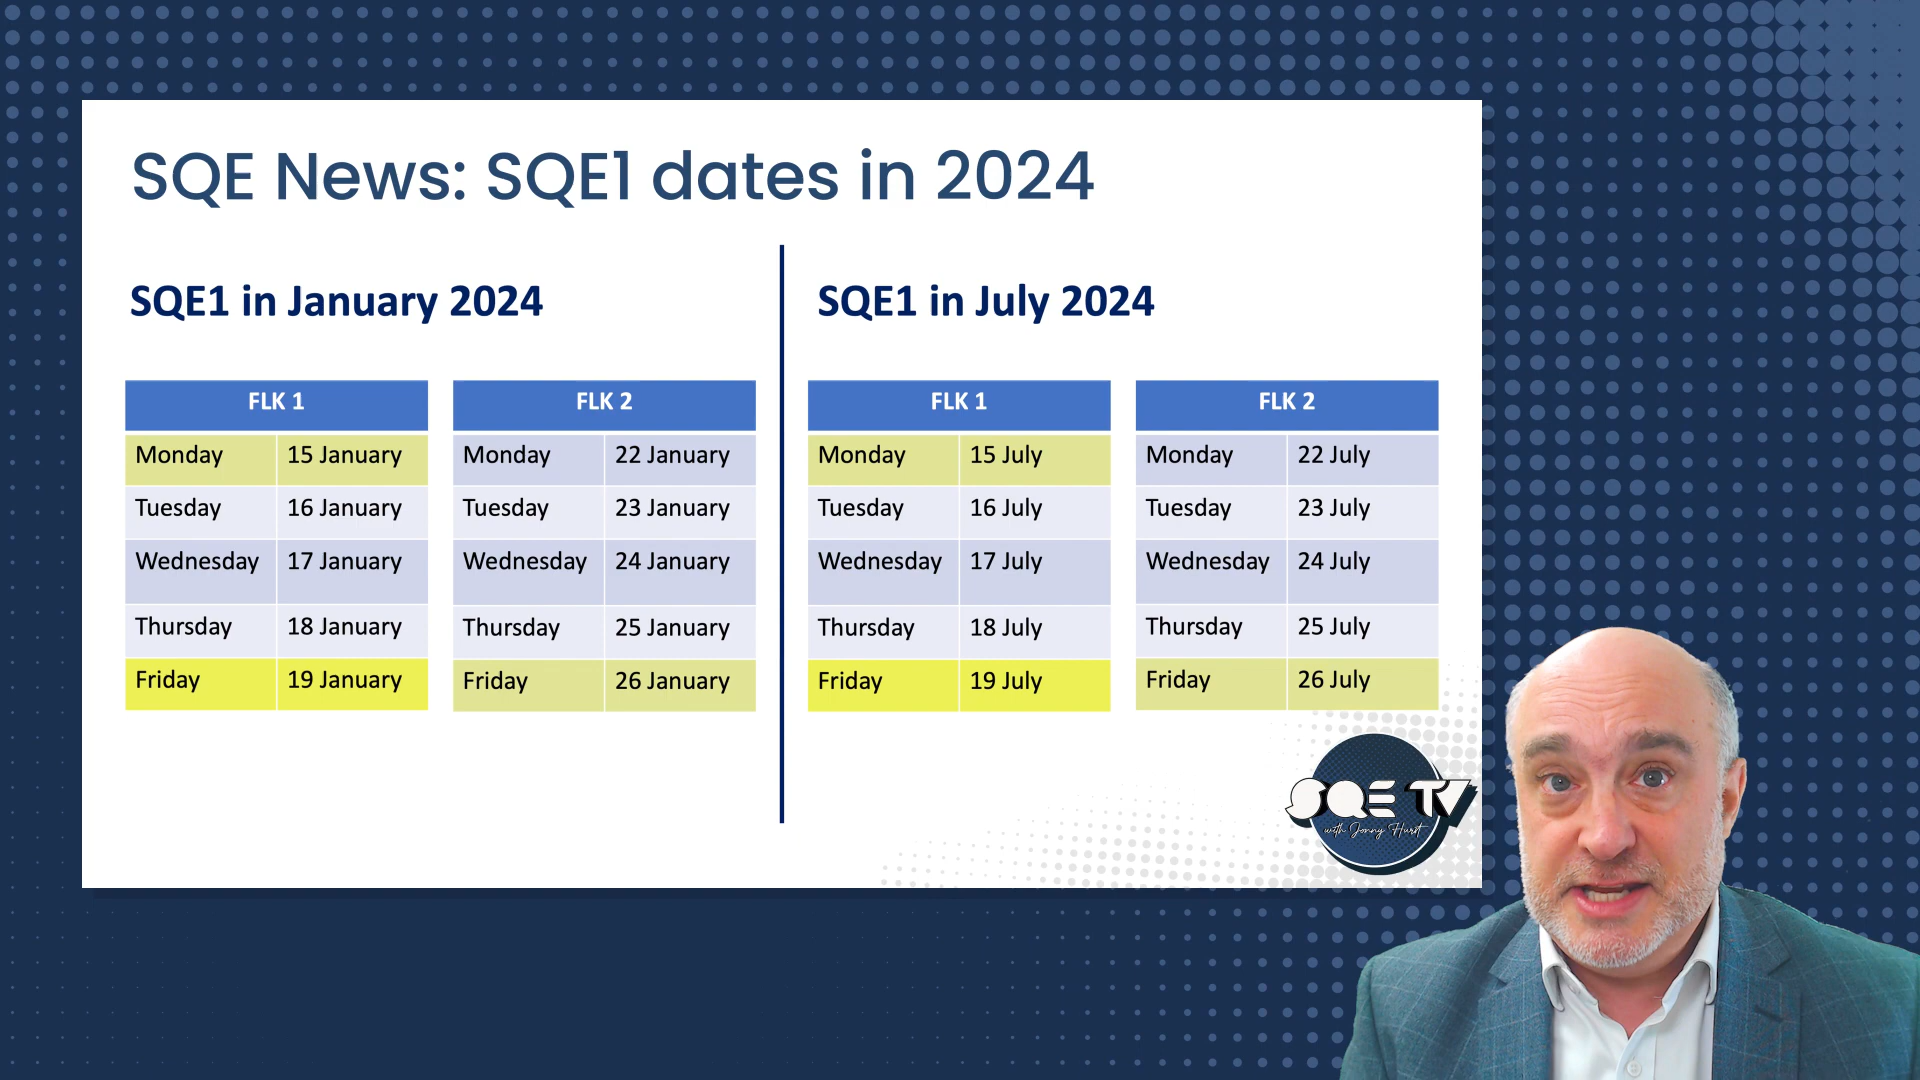 SQE News: SQE1 dates in 2024
SQE1 in January 2024
FLK 1
Monday 15 January
Tuesday 16 January
Wednesday 17 January
Thursday 18 January
Friday 19 January
FLK 2
Monday 22 January
Tuesday 23 January
Wednesday 24 January
Thursday 25 January
Friday 26 January
SQE1 in July 2024
FLK 1
Monday 15 July
Tuesday 16 July
Wednesday 17 July
Thursday 18 July
Friday 19 July
FLK 2
Monday 22 July
Tuesday 23 July
Wednesday 24 July
Thursday 25 July
Friday 26 July
SQE TV
with Jonny Hurst